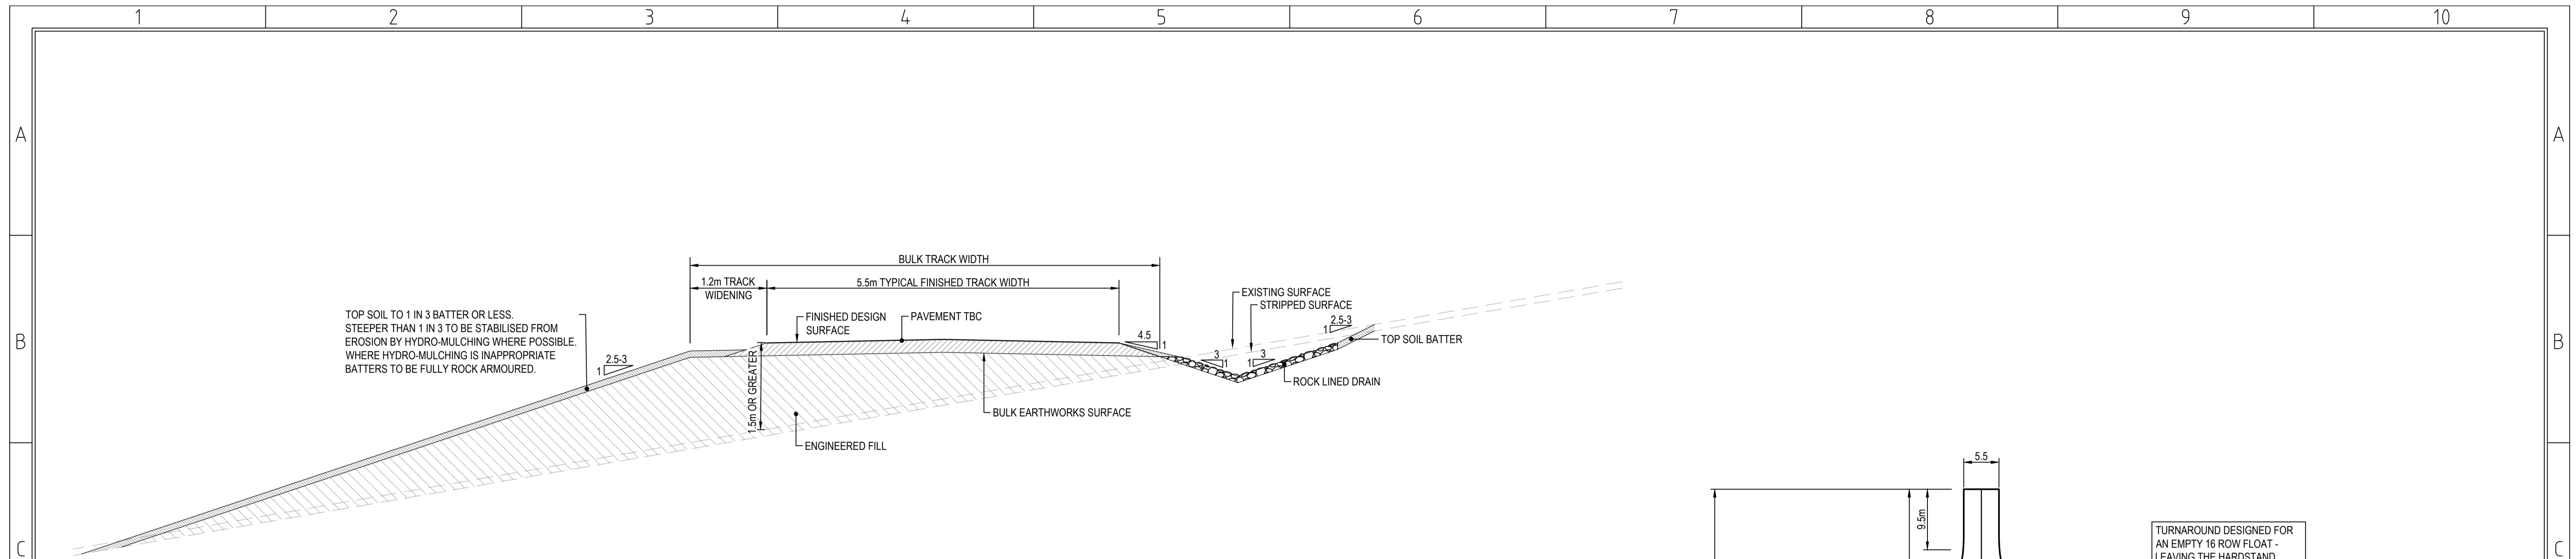 1 2 3 4 5 6 7 8 9 10
A A
BULK TRACK WIDTH
1.2m TRACK
WIDENING
5.5m TYPICAL FINISHED TRACK WIDTH
EXISTING SURFACE
STRIPPED SURFACE
TOP SOIL TO 1 IN 3 BATTER OR LESS.
STEEPER THAN 1 IN 3 TO BE STABILISED FROM
EROSION BY HYDRO-MULCHING WHERE POSSIBLE.
WHERE HYDRO-MULCHING IS INAPPROPRIATE
BATTERS TO BE FULLY ROCK ARMOURED.
FINISHED DESIGN
SURFACE
PAVEMENT TBC
2.5-3
1
4.5
1
3
1
3
1
2.5-3
1
TOP SOIL BATTER
B B
1.5m OR GREATER
ROCK LINED DRAIN
BULK EARTHWORKS SURFACE
ENGINEERED FILL
5.5
9.5m
TURNAROUND DESIGNED FOR
AN EMPTY 16 ROW FLOAT -
LEAVING THE HARDSTAND
C C